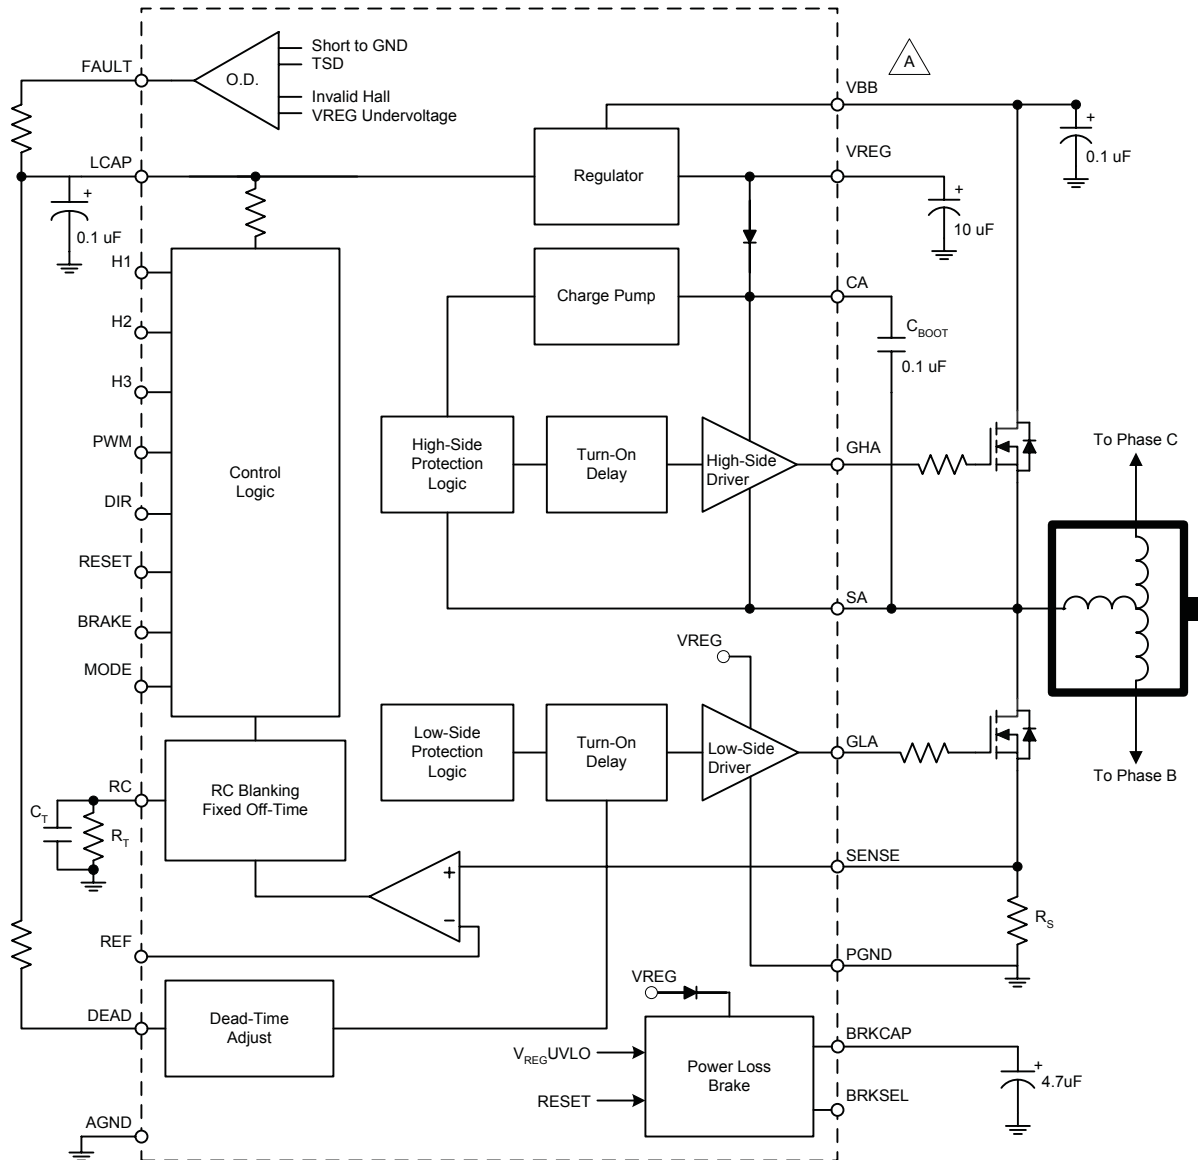 Short to GND
FAULT
O.D.
TSD
Invalid Hall
VREG Undervoltage
A
VBB
+
0.1 uF
LCAP
Regulator
VREG
+
0.1 uF
+
10 uF
H1
H2
H3
Charge Pump
CA
CBOOT
0.1 uF
PWM
DIR
RESET
BRAKE
MODE
Control
Logic
High-Side
Protection
Logic
Turn-On
Delay
High-Side
Driver
GHA
To Phase C
SA
VREG
Low-Side
Protection
Logic
Turn-On
Delay
Low-Side
Driver
GLA
To Phase B
RC
CT
RT
RC Blanking
Fixed Off-Time
+
−
SENSE
RS
REF
PGND
VREG
DEAD
Dead-Time
Adjust
VREGUVLO
RESET
Power Loss
Brake
BRKCAP
+
4.7uF
BRKSEL
AGND